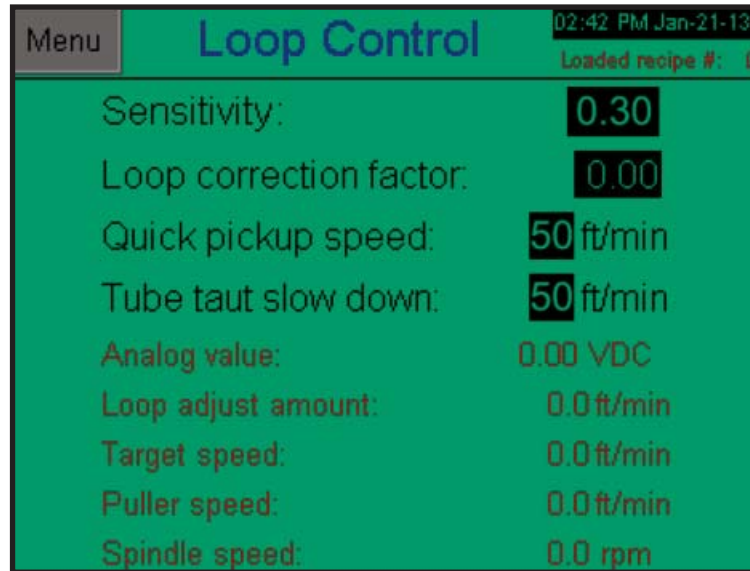 Menu
Loop Control
02:42 PM Jan-21-13
Loaded recipe #:
Sensitivity: 0.30
Loop correction factor: 0.00
Quick pickup speed: 50 ft/min
Tube taut slow down: 50 ft/min
Analog value: 0.00 VDC
Loop adjust amount: 0.0 ft/min
Target speed: 0.0 ft/min
Puller speed: 0.0 ft/min
Spindle speed: 0.0 rpm